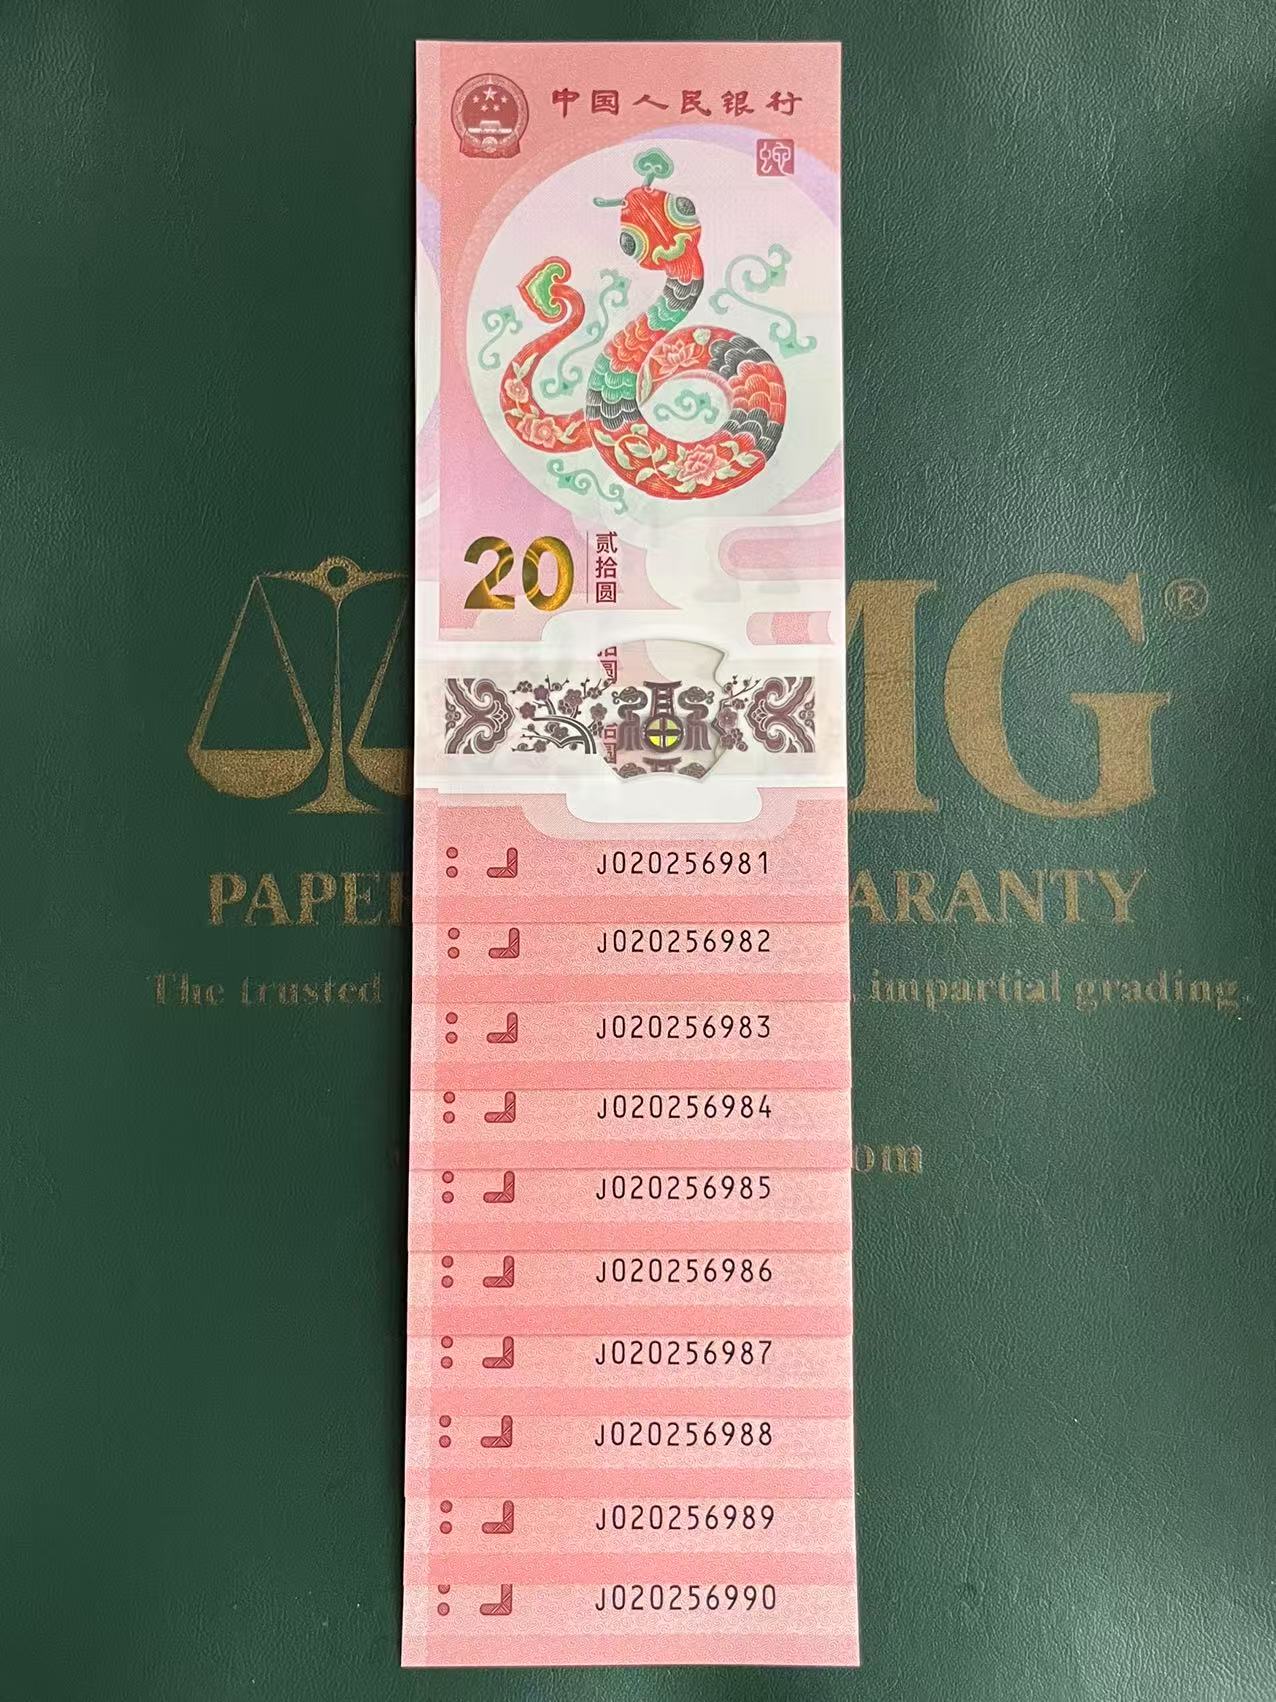 中国人民银行
蛇
20
贰拾圆
MG®
PAPER
ARANTY
The trusted
, impartial grading.
om
J020256981
J020256982
J020256983
J020256984
J020256985
J020256986
J020256987
J020256988
J020256989
J020256990